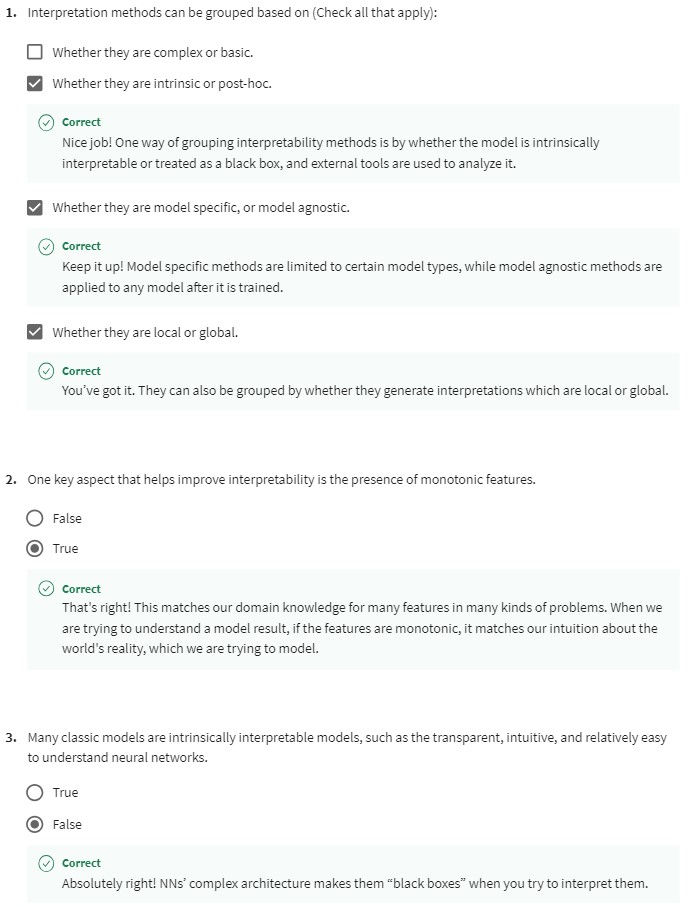 1. Interpretation methods can be grouped based on (Check all that apply):
Whether they are complex or basic.
Whether they are intrinsic or post-hoc.
Correct
Nice job! One way of grouping interpretability methods is by whether the model is intrinsically
interpretable or treated as a black box, and external tools are used to analyze it.
Whether they are model specific, or model agnostic.
Correct
Keep it up! Model specific methods are limited to certain model types, while model agnostic methods are
applied to any model after it is trained.
Whether they are local or global.
Correct
You've got it. They can also be grouped by whether they generate interpretations which are local or global.
2. One key aspect that helps improve interpretability is the presence of monotonic features.
False
True
Correct
That's right! This matches our domain knowledge for many features in many kinds of problems. When we
are trying to understand a model result, if the features are monotonic, it matches our intuition about the
world's reality, which we are trying to model.
3. Many classic models are intrinsically interpretable models, such as the transparent, intuitive, and relatively easy
to understand neural networks.
True
False
Correct
Absolutely right! NNs' complex architecture makes them “black boxes” when you try to interpret them.